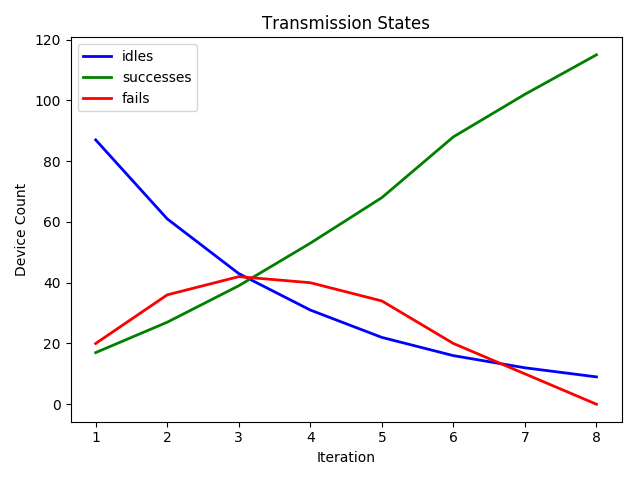 Transmission States
idles
successes
fails
Device Count
120
100
80
60
40
20
0
1 2 3 4 5 6 7 8
Iteration